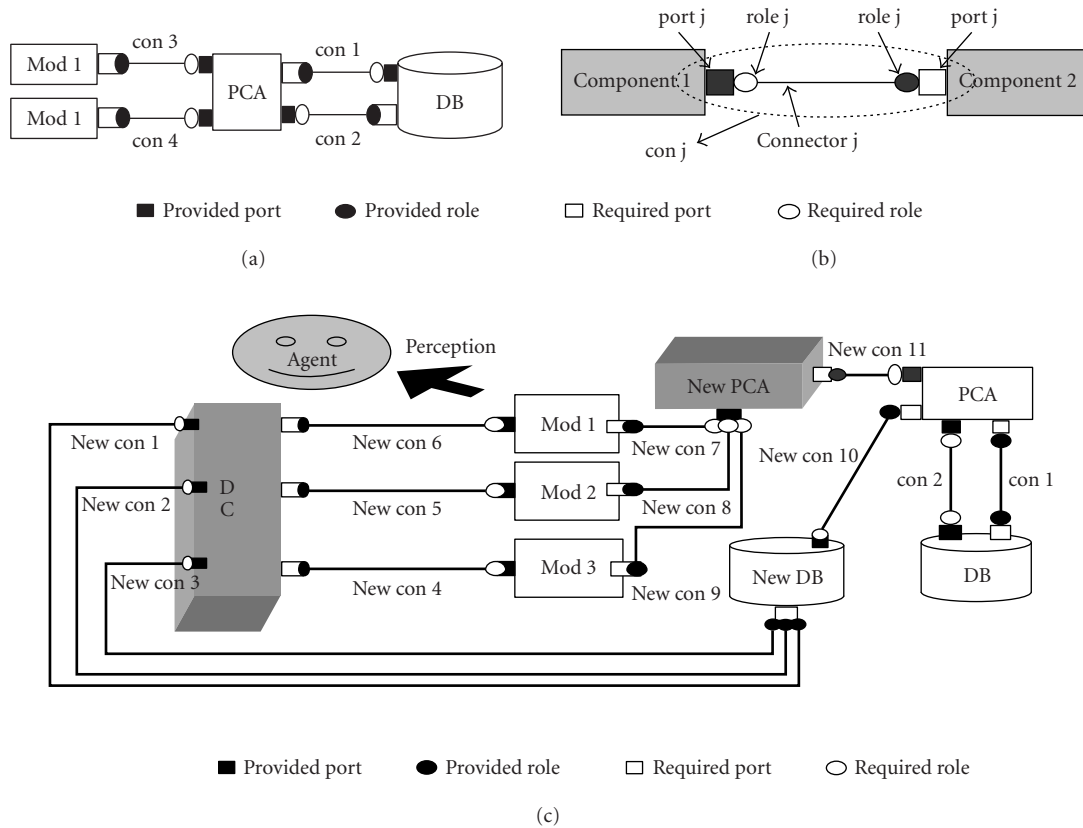 Mod 1
con 3
PCA
con 1
DB
Mod 1
con 4
con 2
Provided port
Provided role
(a)
port j
role j
role j
port j
Component 1
Component 2
con j
Connector j
Required port
Required role
(b)
Agent
Perception
New con 1
New con 2
New con 3
D
C
New con 6
New con 5
New con 4
Mod 1
Mod 2
Mod 3
New con 7
New con 8
New con 9
New PCA
New con 11
PCA
New con 10
con 2
con 1
New DB
DB
Provided port
Provided role
Required port
Required role
(c)